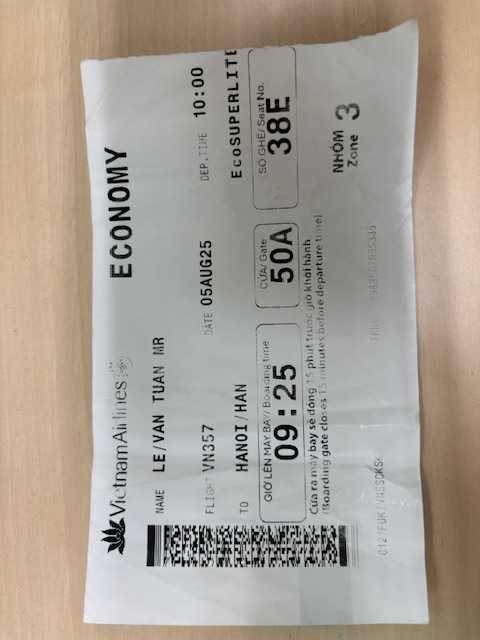 Vietnam Airlines
ECONOMY
NAME LE/VAN TUAN MR
FLIGHT VN357 DATE 05AUG25 DEP.TIME 10:00
TO HANOI/HAN EcoSUPERLITE
GIỜ LÊN MÁY BAY/ Boarding time CỬA/ Gate SỐ GHẾ/ Seat No.
09:25 50A 38E
Cửa ra máy bay sẽ đóng 15 phút trước giờ khởi hành
(Boarding gate closes 15 minutes before departure time)
NHÓM
Zone 3